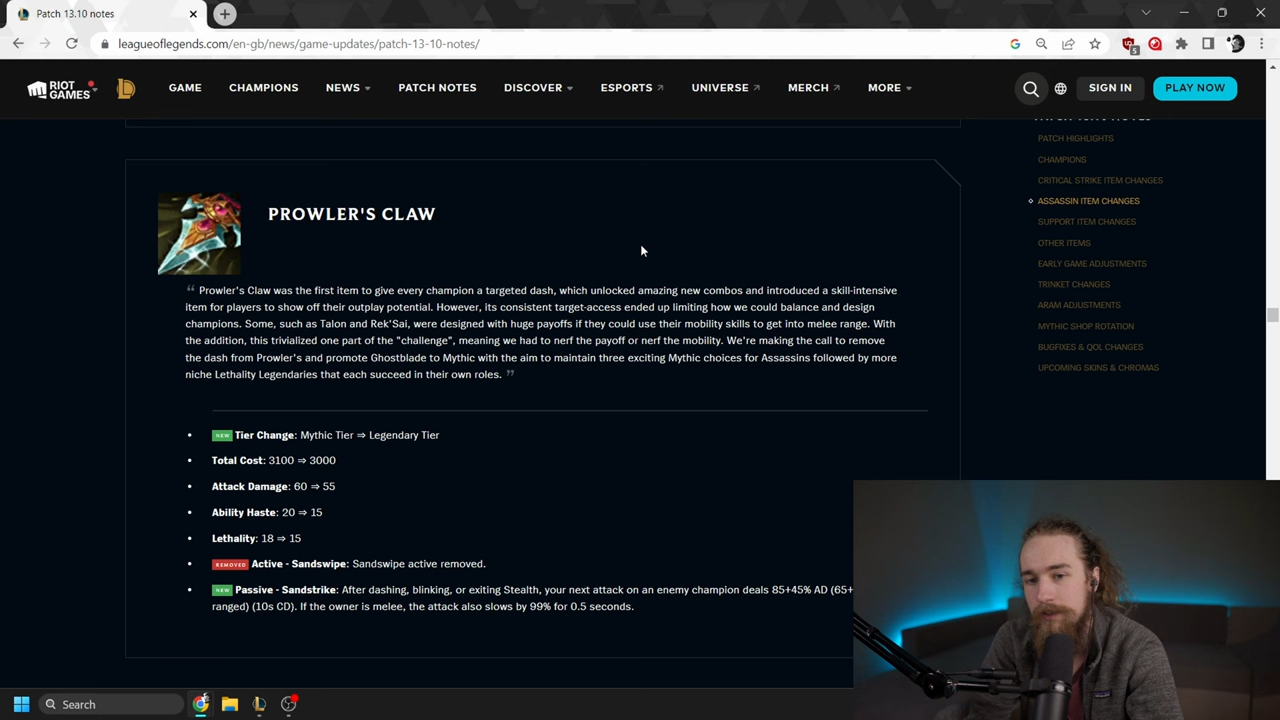 Patch 13.10 notes
leagueoflegends.com/en-gb/news/game-updates/patch-13-10-notes/
5
RIOT GAMES
GAME
CHAMPIONS
NEWS
PATCH NOTES
DISCOVER
ESPORTS
UNIVERSE
MERCH
MORE
SIGN IN
PLAY NOW
PATCH HIGHLIGHTS
CHAMPIONS
CRITICAL STRIKE ITEM CHANGES
ASSASSIN ITEM CHANGES
SUPPORT ITEM CHANGES
OTHER ITEMS
EARLY GAME ADJUSTMENTS
TRINKET CHANGES
ARAM ADJUSTMENTS
MYTHIC SHOP ROTATION
BUGFIXES & QOL CHANGES
UPCOMING SKINS & CHROMAS
PROWLER'S CLAW
“ Prowler's Claw was the first item to give every champion a targeted dash, which unlocked amazing new combos and introduced a skill-intensive
item for players to show off their outplay potential. However, its consistent target-access ended up limiting how we could balance and design
champions. Some, such as Talon and Rek'Sai, were designed with huge payoffs if they could use their mobility skills to get into melee range. With
the addition, this trivialized one part of the "challenge", meaning we had to nerf the payoff or nerf the mobility. We're making the call to remove
the dash from Prowler's and promote Ghostblade to Mythic with the aim to maintain three exciting Mythic choices for Assassins followed by more
niche Lethality Legendaries that each succeed in their own roles. ”
• NEW Tier Change: Mythic Tier ⇒ Legendary Tier
• Total Cost: 3100 ⇒ 3000
• Attack Damage: 60 ⇒ 55
• Ability Haste: 20 ⇒ 15
• Lethality: 18 ⇒ 15
• REMOVED Active - Sandswipe: Sandswipe active removed.
• NEW Passive - Sandstrike: After dashing, blinking, or exiting Stealth, your next attack on an enemy champion deals 85+45% AD (65+
ranged) (10s CD). If the owner is melee, the attack also slows by 99% for 0.5 seconds.
Search